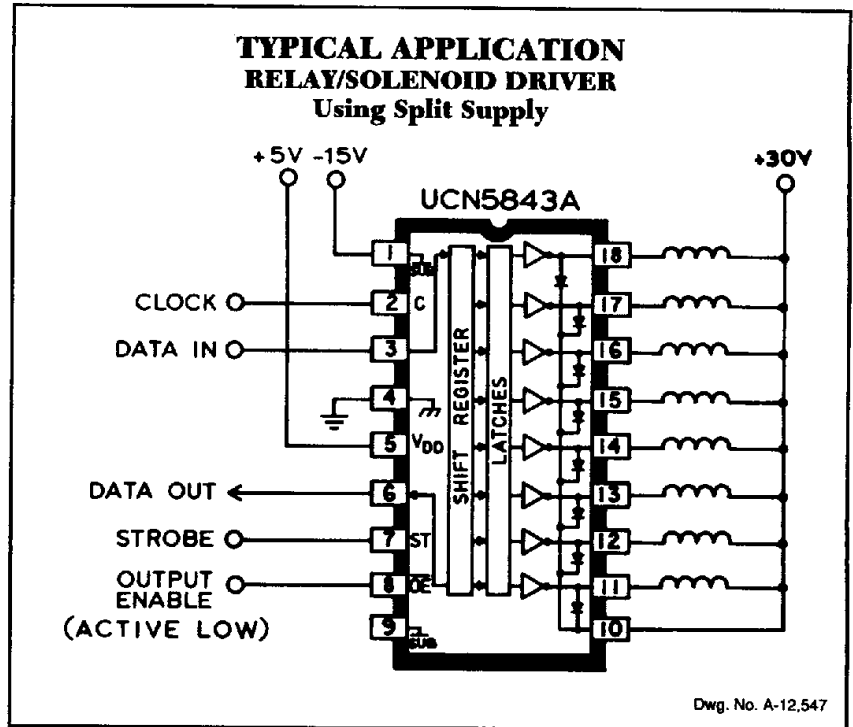 TYPICAL APPLICATION
RELAY/SOLENOID DRIVER
Using Split Supply
+5V -15V
+30V
UCN5843A
1 SUB
18
CLOCK 2 C
17
DATA IN 3
16
4
15
5 VDD
14
DATA OUT 6
13
STROBE 7 ST
12
OUTPUT
ENABLE 8 OE
11
(ACTIVE LOW) 9 SUB
10
SHIFT REGISTER
LATCHES
Dwg. No. A-12,547